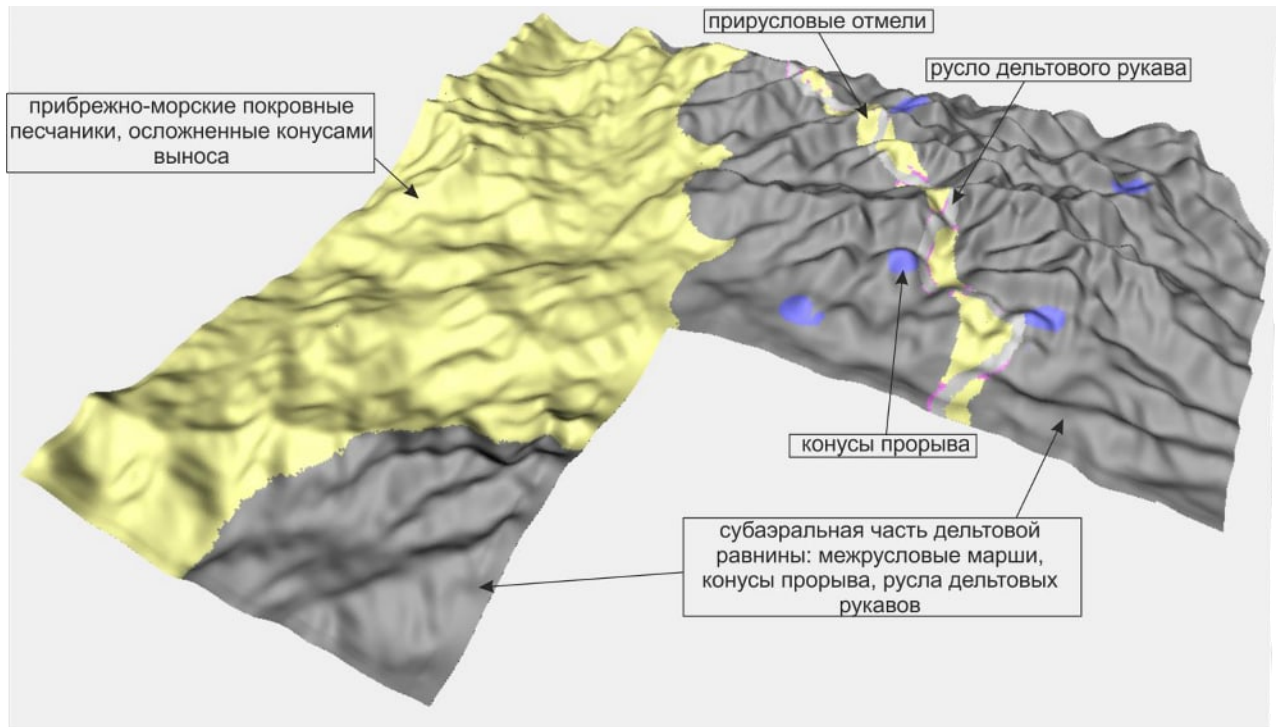 прирусловые отмели
русло дельтового рукава
прибрежно-морские покровные
песчаники, осложненные конусами
выноса
конусы прорыва
субаэральная часть дельтовой
равнины: межрусловые марши,
конусы прорыва, русла дельтовых
рукавов